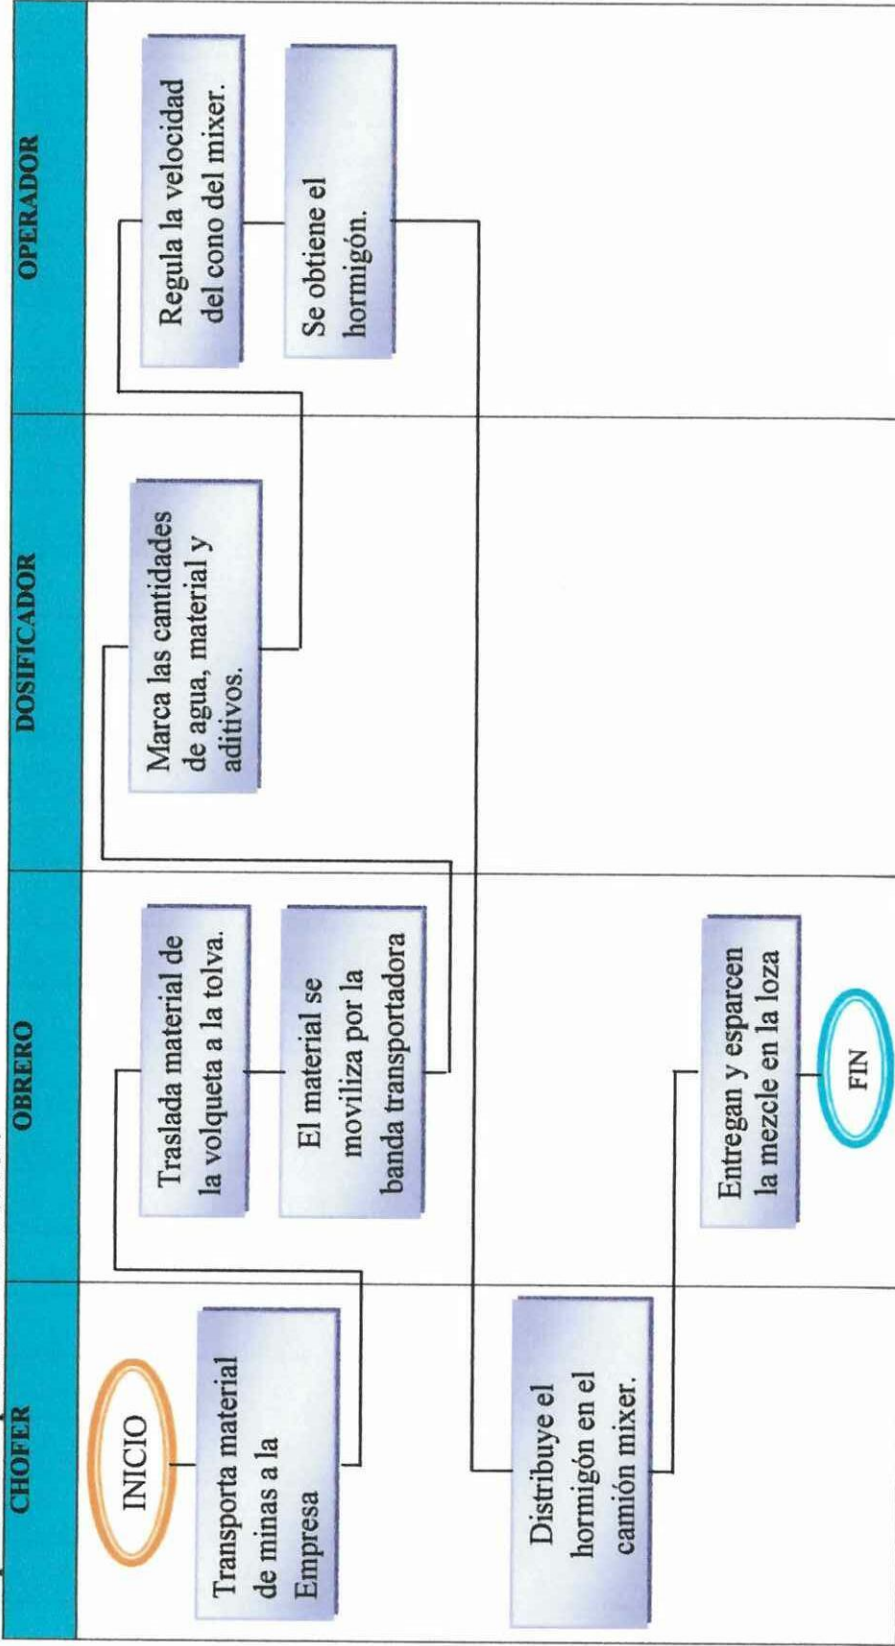 CHOFER
OBRERO
DOSIFICADOR
OPERADOR
INICIO
Transporta material
de minas a la
Empresa
Traslada material de
la volqueta a la tolva.
El material se
moviliza por la
banda transportadora
Marca las cantidades
de agua, material y
aditivos.
Regula la velocidad
del cono del mixer.
Se obtiene el
hormigón.
Distribuye el
hormigón en el
camión mixer.
Entregan y esparcen
la mezcle en la loza
FIN